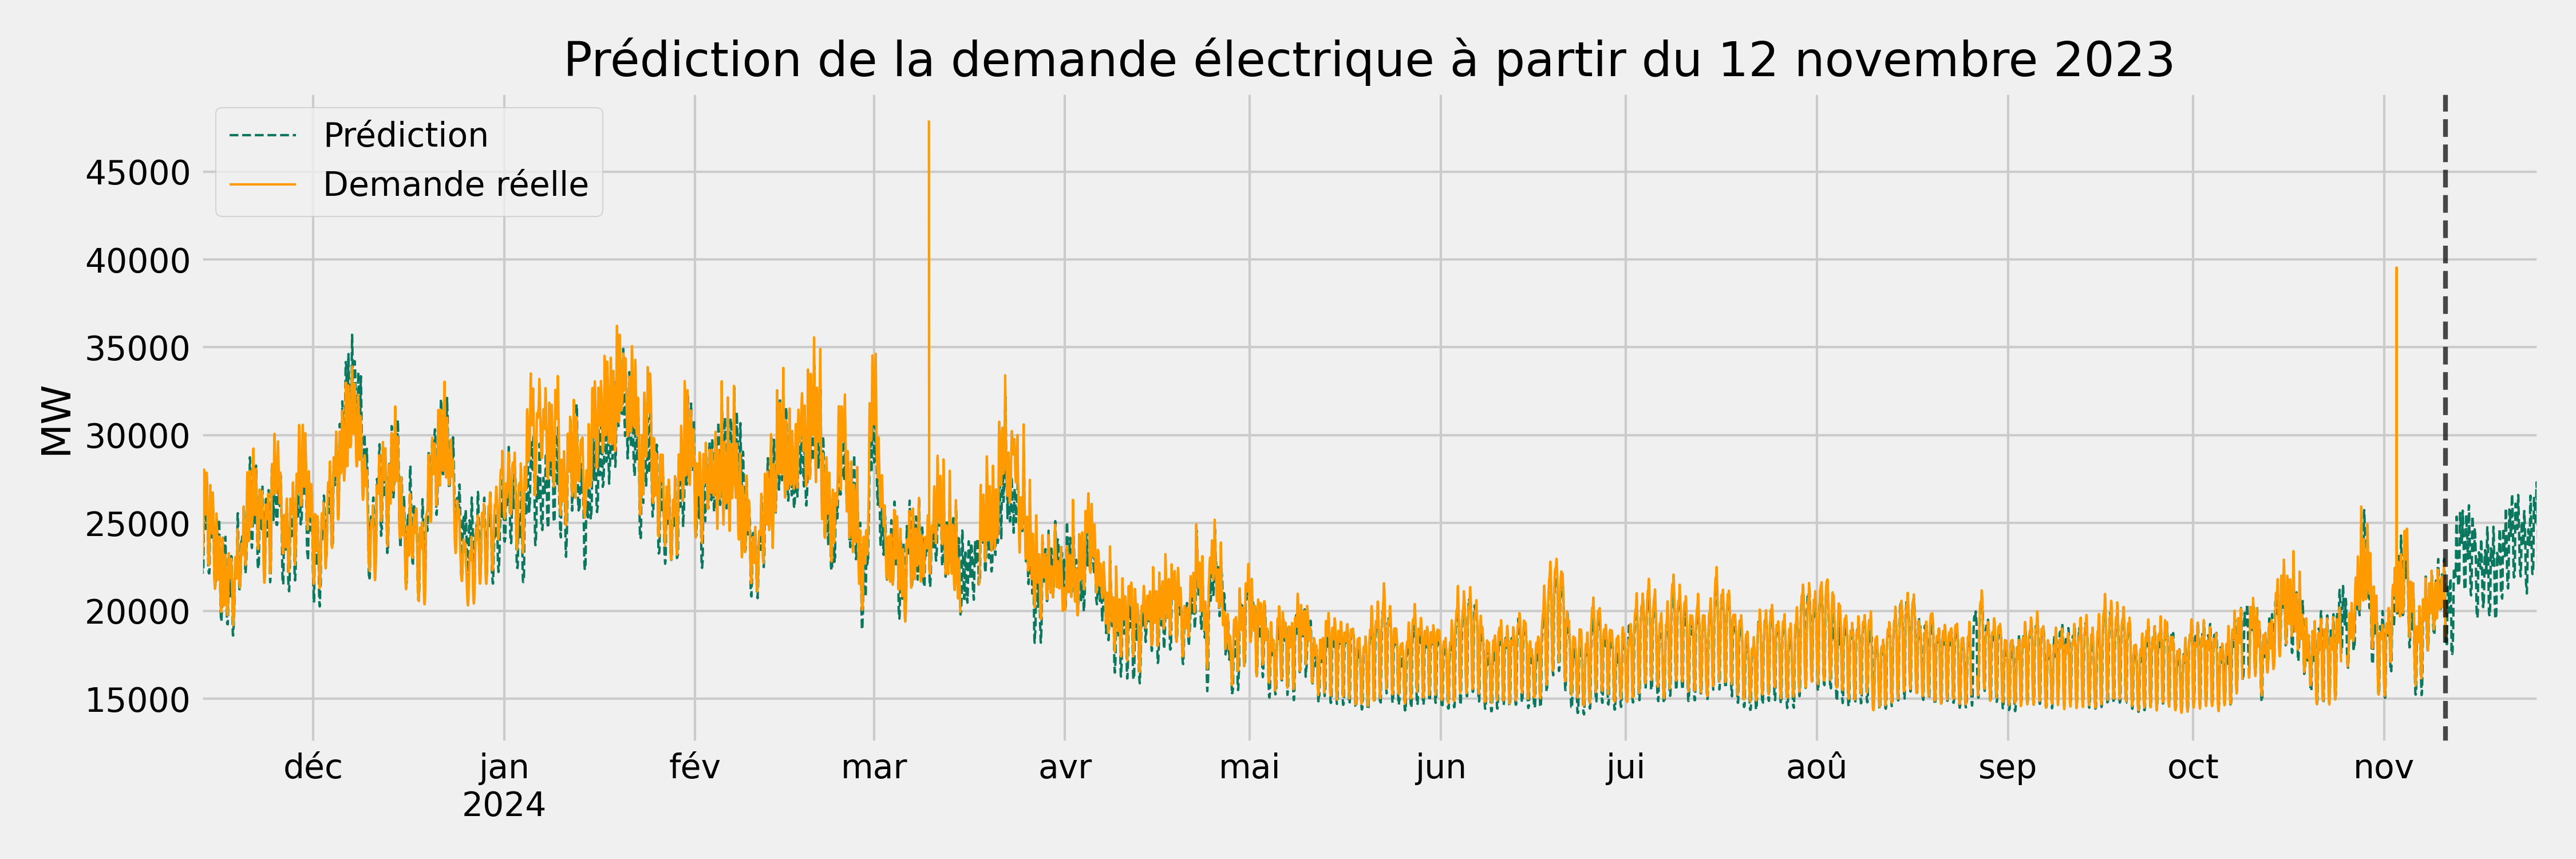 Prédiction de la demande électrique à partir du 12 novembre 2023
Prédiction
Demande réelle
MW
45000
40000
35000
30000
25000
20000
15000
déc jan fév mar avr mai jun jui aoû sep oct nov
2024